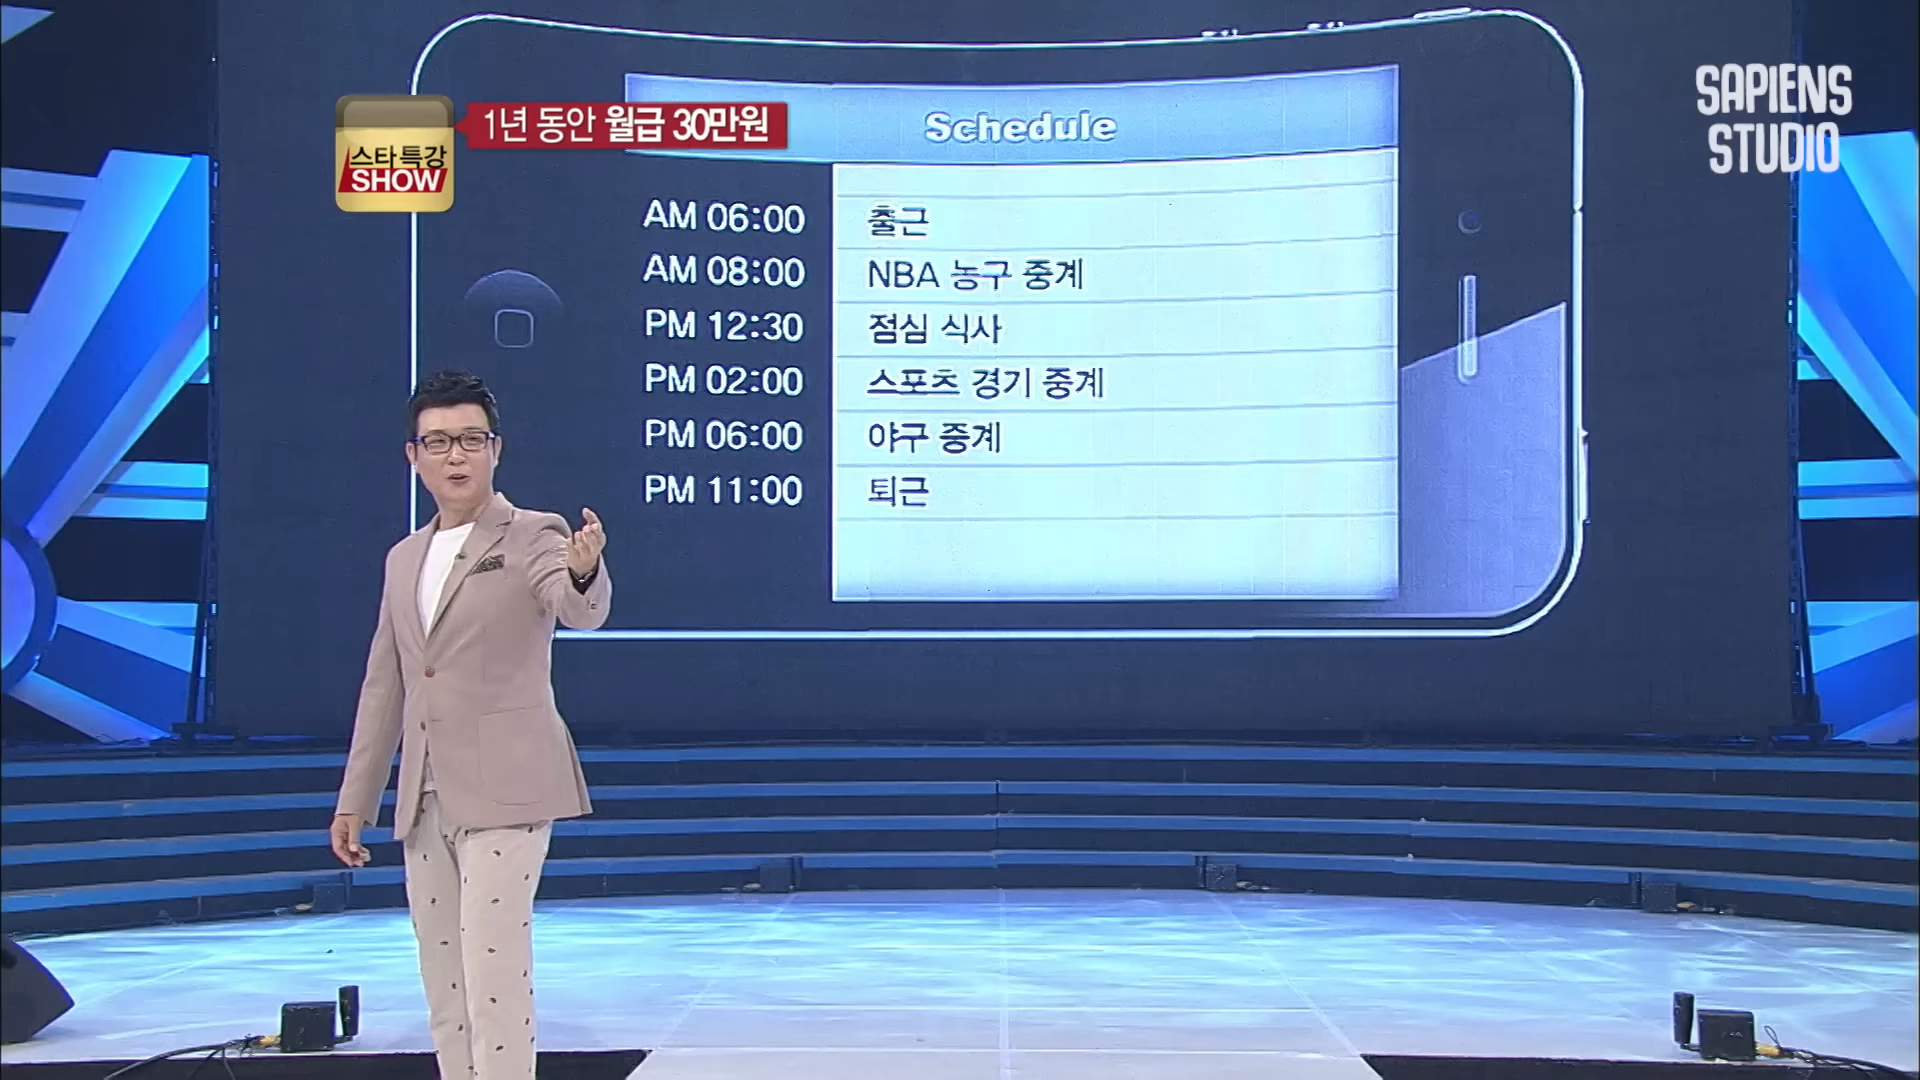 SAPIENS
STUDIO
스타특강
SHOW
1년 동안 월급 30만원
Schedule
AM 06:00 출근
AM 08:00 NBA 농구 중계
PM 12:30 점심 식사
PM 02:00 스포츠 경기 중계
PM 06:00 야구 중계
PM 11:00 퇴근